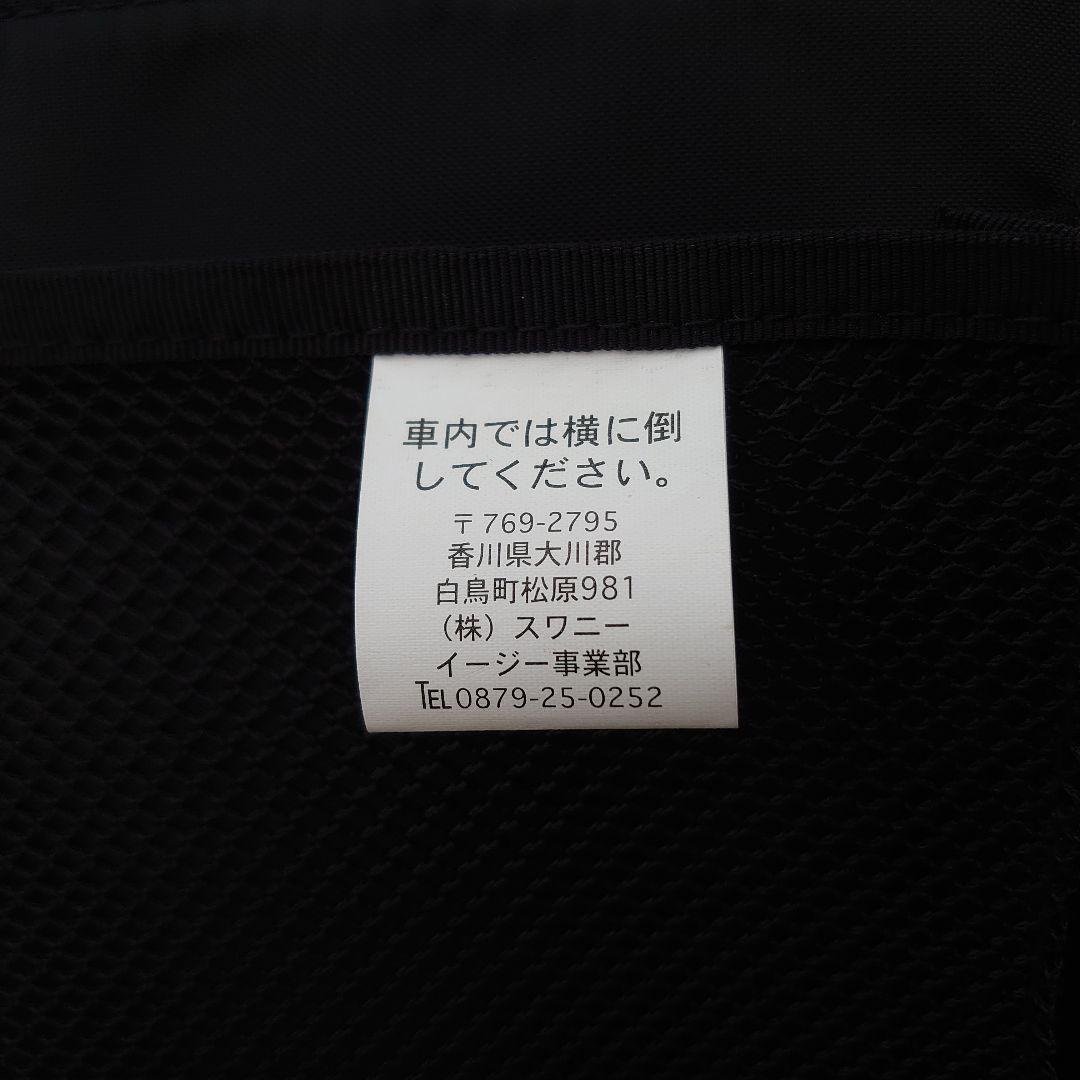 車内では横に倒
してください。
〒769-2795
香川県大川郡
白鳥町松原981
（株）スワニー
イージー事業部
TEL0879-25-0252